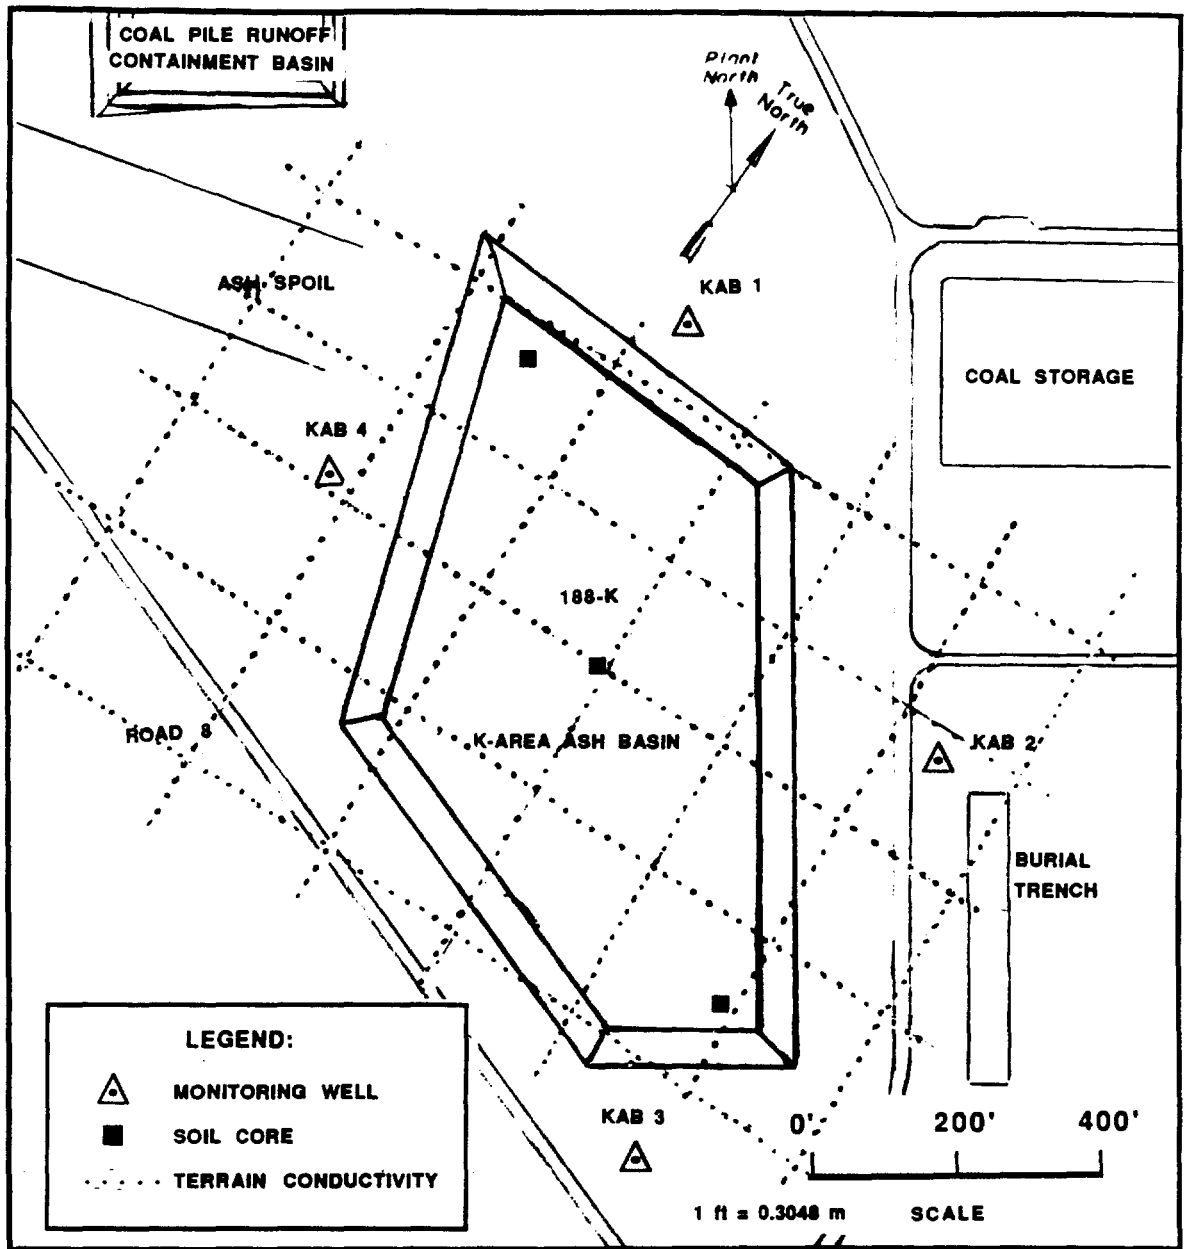 COAL PILE RUNOFF
CONTAINMENT BASIN
Plant
North
True
North
ASH SPOIL
KAB 1
COAL STORAGE
KAB 4
188-K
ROAD 8
K-AREA ASH BASIN
KAB 2
BURIAL
TRENCH
LEGEND:
MONITORING WELL
SOIL CORE
TERRAIN CONDUCTIVITY
KAB 3
0' 200' 400'
1 ft = 0.3048 m SCALE